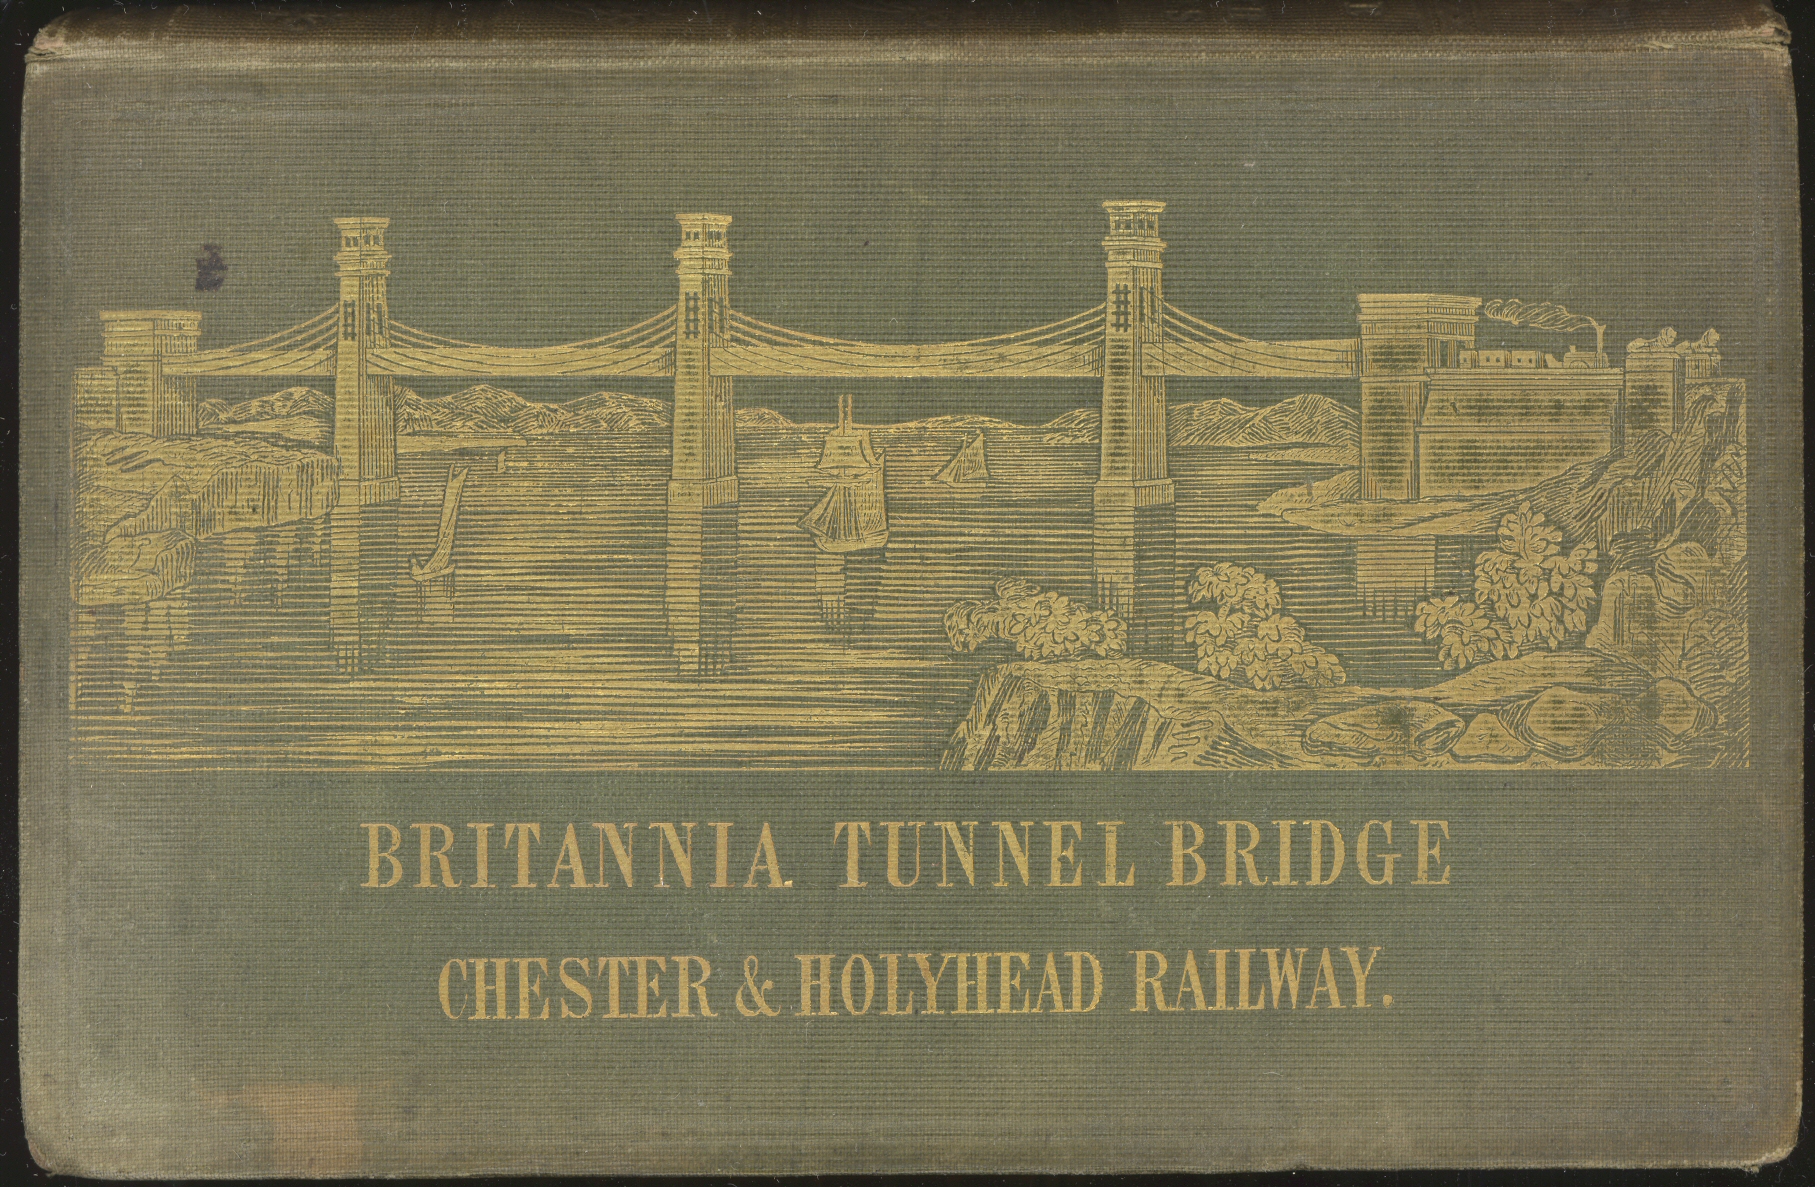 BRITANNIA. TUNNEL BRIDGE
CHESTER & HOLYHEAD RAILWAY.